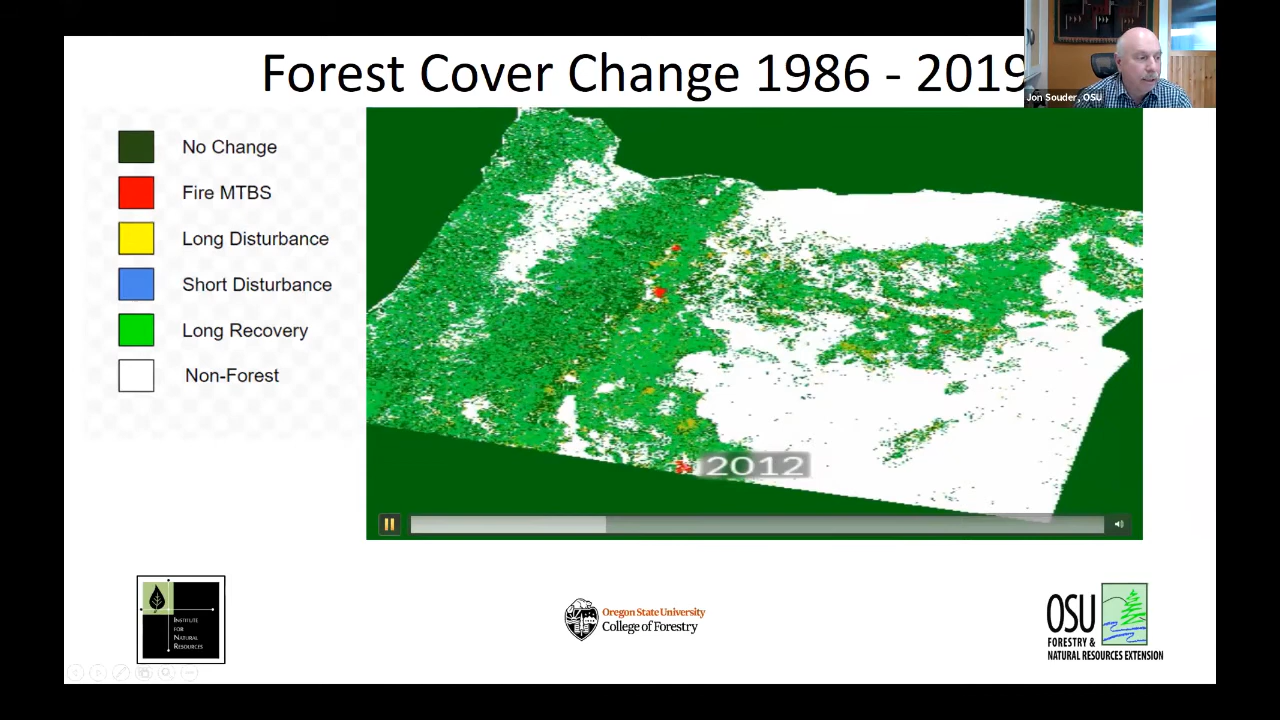 Forest Cover Change 1986 - 2019
Jon Souder, OSU
No Change
Fire MTBS
Long Disturbance
Short Disturbance
Long Recovery
Non-Forest
2012
INSTITUTE
FOR
NATURAL
RESOURCES
Oregon State University
College of Forestry
OSU
FORESTRY &
NATURAL RESOURCES EXTENSION